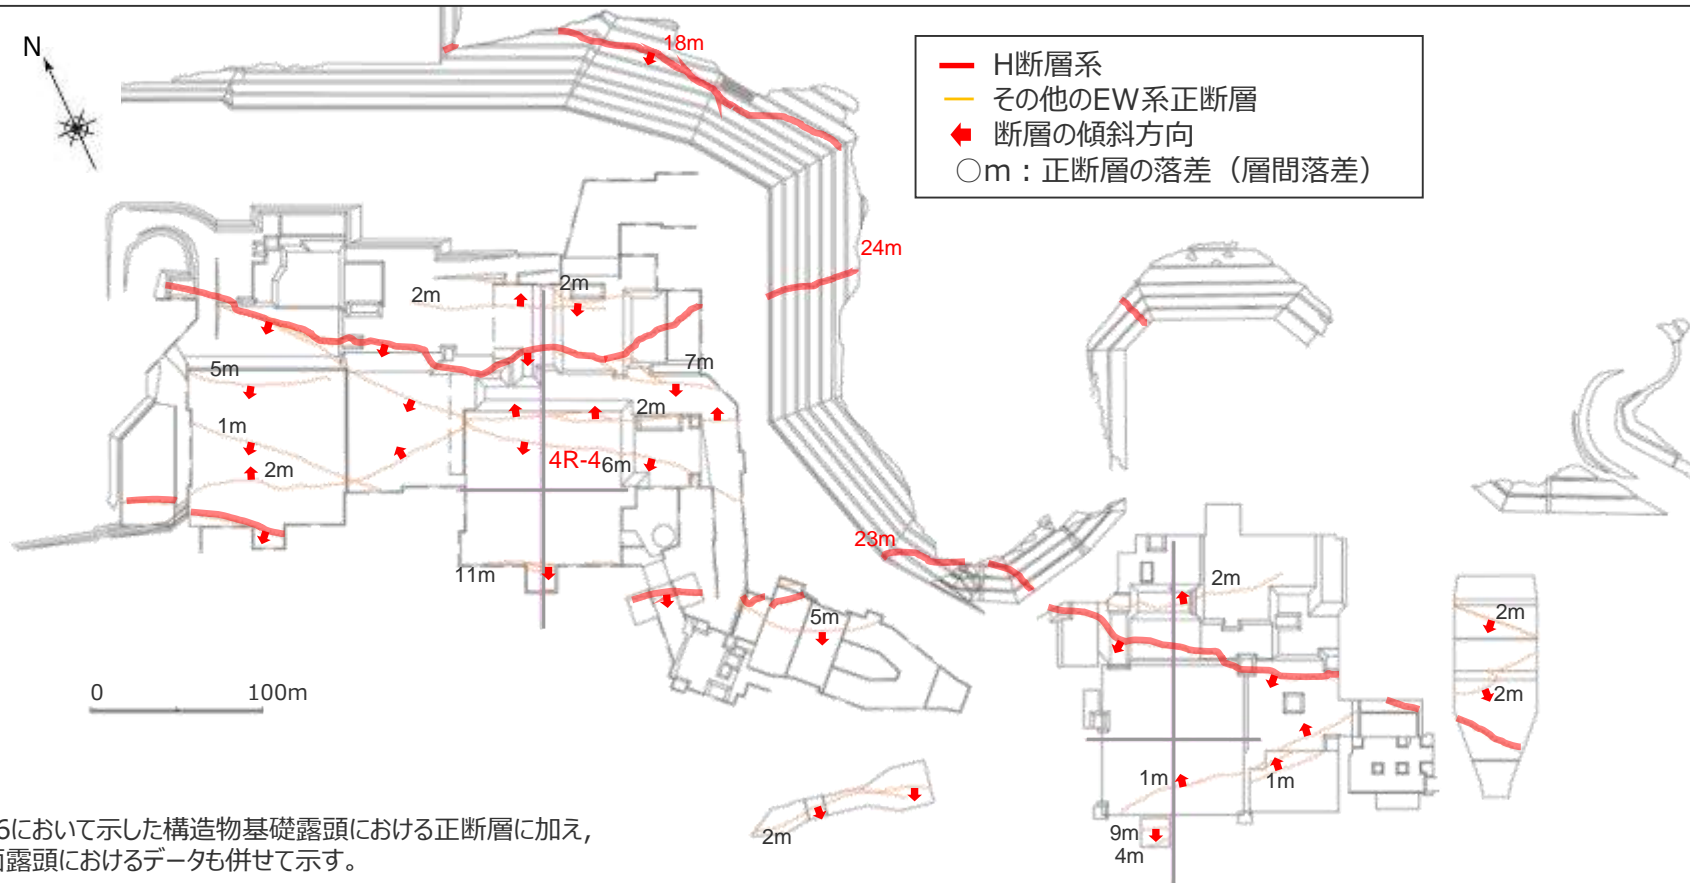 N
18m
H断層系
その他のEW系正断層
断層の傾斜方向
○m：正断層の落差（層間落差）
24m
2m
2m
5m
7m
1m
2m
2m
4R-4
6m
11m
23m
5m
2m
2m
2m
0 100m
1m
1m
2m
9m
4m
6において示した構造物基礎露頭における正断層に加え,
面露頭におけるデータも併せて示す。